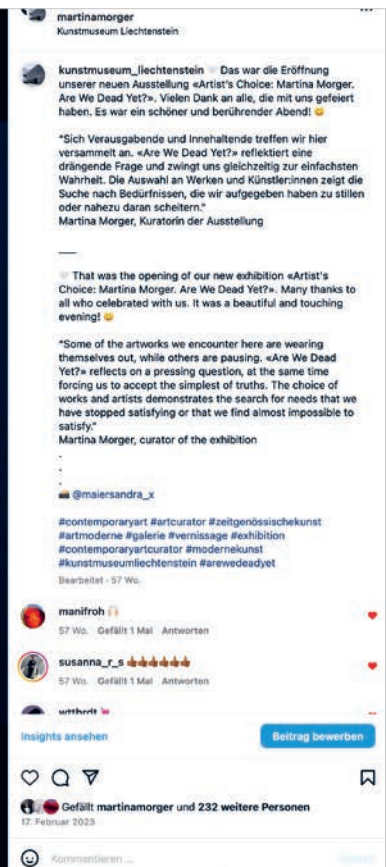 martinamorger
Kunstmuseum Liechtenstein
kunstmuseum_liechtenstein 🤍 Das war die Eröffnung
unserer neuen Ausstellung «Artist's Choice: Martina Morger.
Are We Dead Yet?». Vielen Dank an alle, die mit uns gefeiert
haben. Es war ein schöner und berührender Abend! 😀
"Sich Verausgabende und Innehaltende treffen wir hier
versammelt an. «Are We Dead Yet?» reflektiert eine
drängende Frage und zwingt uns gleichzeitig zur einfachsten
Wahrheit. Die Auswahl an Werken und Künstler:innen zeigt die
Suche nach Bedürfnissen, die wir aufgegeben haben zu stillen
oder nahezu daran scheitern."
Martina Morger, Kuratorin der Ausstellung
___
🤍 That was the opening of our new exhibition «Artist's
Choice: Martina Morger. Are We Dead Yet?». Many thanks to
all who celebrated with us. It was a beautiful and touching
evening! 😀
"Some of the artworks we encounter here are wearing
themselves out, while others are pausing. «Are We Dead
Yet?» reflects on a pressing question, at the same time
forcing us to accept the simplest of truths. The choice of
works and artists demonstrates the search for needs that we
have stopped satisfying or that we find almost impossible to
satisfy."
Martina Morger, curator of the exhibition
.
.
.
📸 @maiersandra_x
#contemporaryart #artcurator #zeitgenössischekunst
#artmoderne #galerie #vernissage #exhibition
#contemporaryartcurator #modernekunst
#kunstmuseumliechtenstein #arewedeadyet
Bearbeitet · 57 Wo.
manifroh 🙌🏻
57 Wo. Gefällt 1 Mal Antworten
susanna_r_s 👍🏾👍🏾👍🏾👍🏾👍🏾👍🏾
57 Wo. Gefällt 1 Mal Antworten
Insights ansehen
Beitrag bewerben
Gefällt martinamorger und 232 weitere Personen
17. Februar 2023
Kommentieren ...